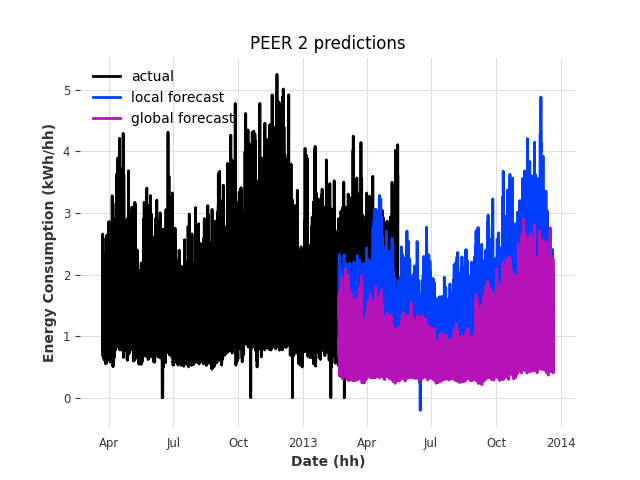 PEER 2 predictions
actual
local forecast
global forecast
Energy Consumption (kWh/hh)
5
4
3
2
1
0
Apr Jul Oct 2013 Apr Jul Oct 2014
Date (hh)